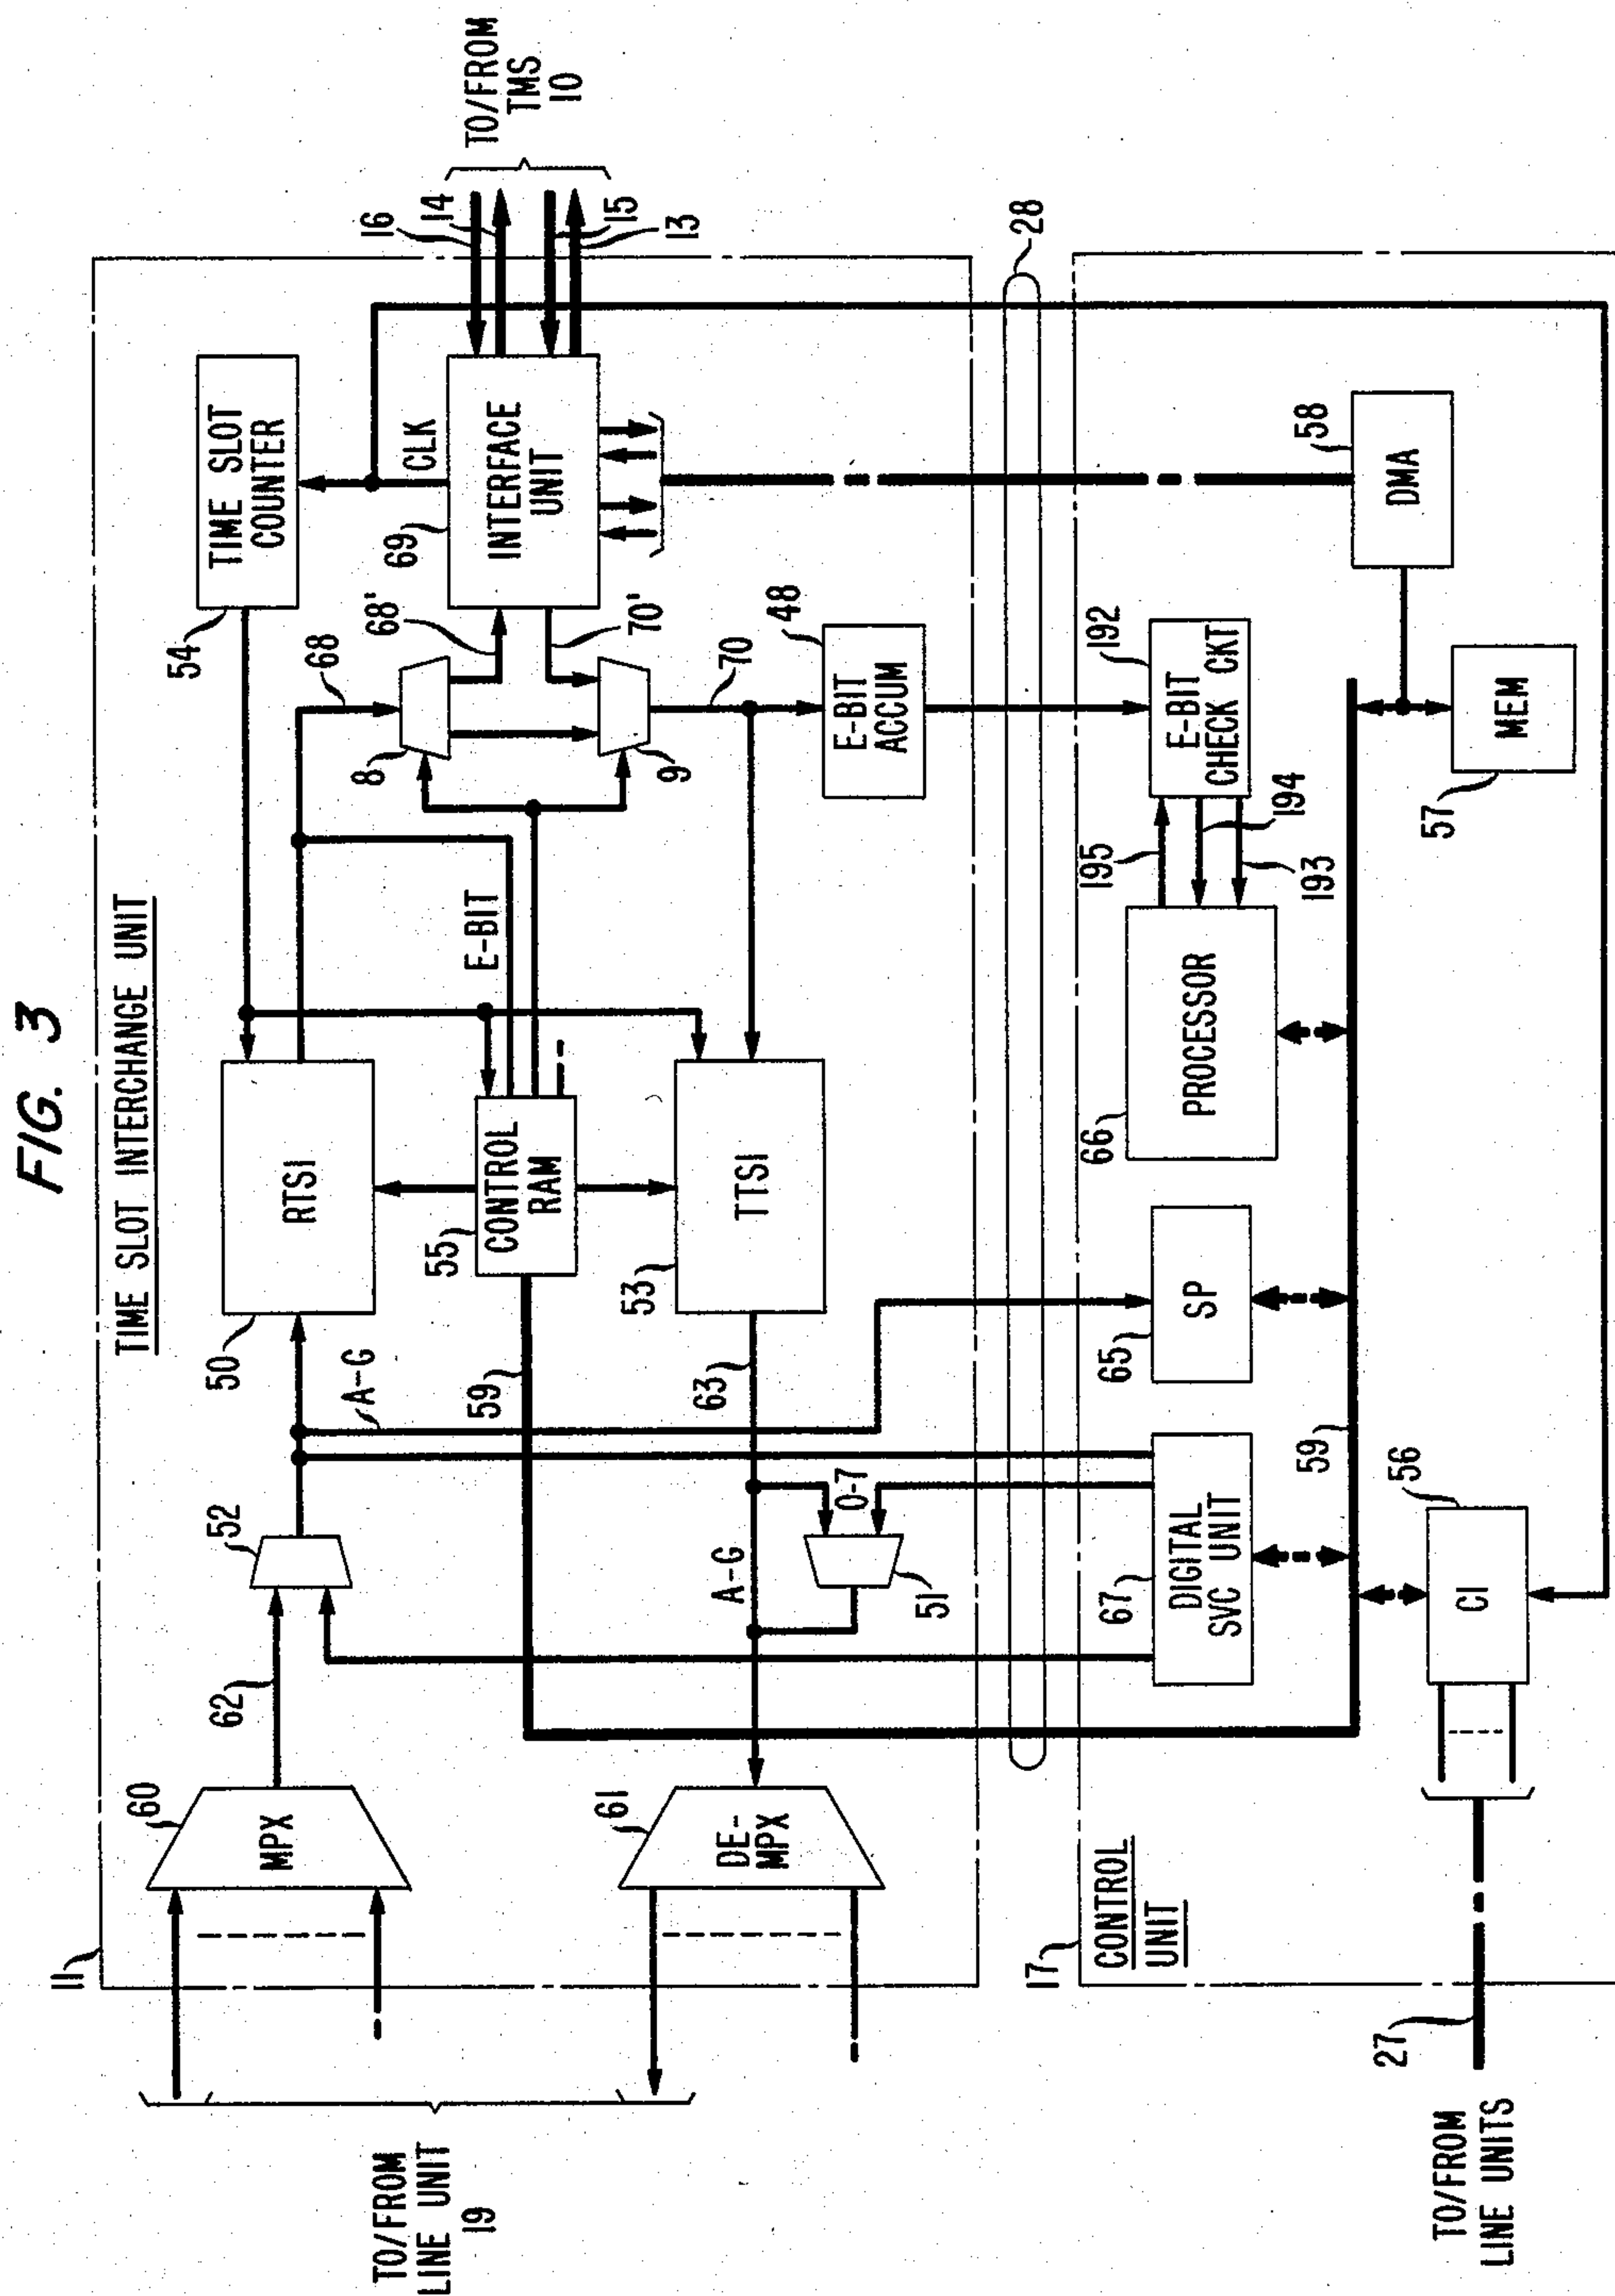 FIG. 3
TIME SLOT INTERCHANGE UNIT
11
TO/FROM
LINE UNIT
19
60
MPX
62
52
A-G
50
RTSI
54
TIME SLOT
COUNTER
68
8
68'
70'
9
70
69
INTERFACE
UNIT
CLK
16
14
15
13
TO/FROM
TMS
10
E-BIT
55
CONTROL
RAM
59
53
TTSI
63
A-G
0-7
51
61
DE-
MPX
48
E-BIT
ACCUM
28
17
CONTROL
UNIT
67
DIGITAL
SVC UNIT
65
SP
66
PROCESSOR
195
194
193
192
E-BIT
CHECK CKT
58
DMA
57
MEM
59
56
CI
27
TO/FROM
LINE UNITS